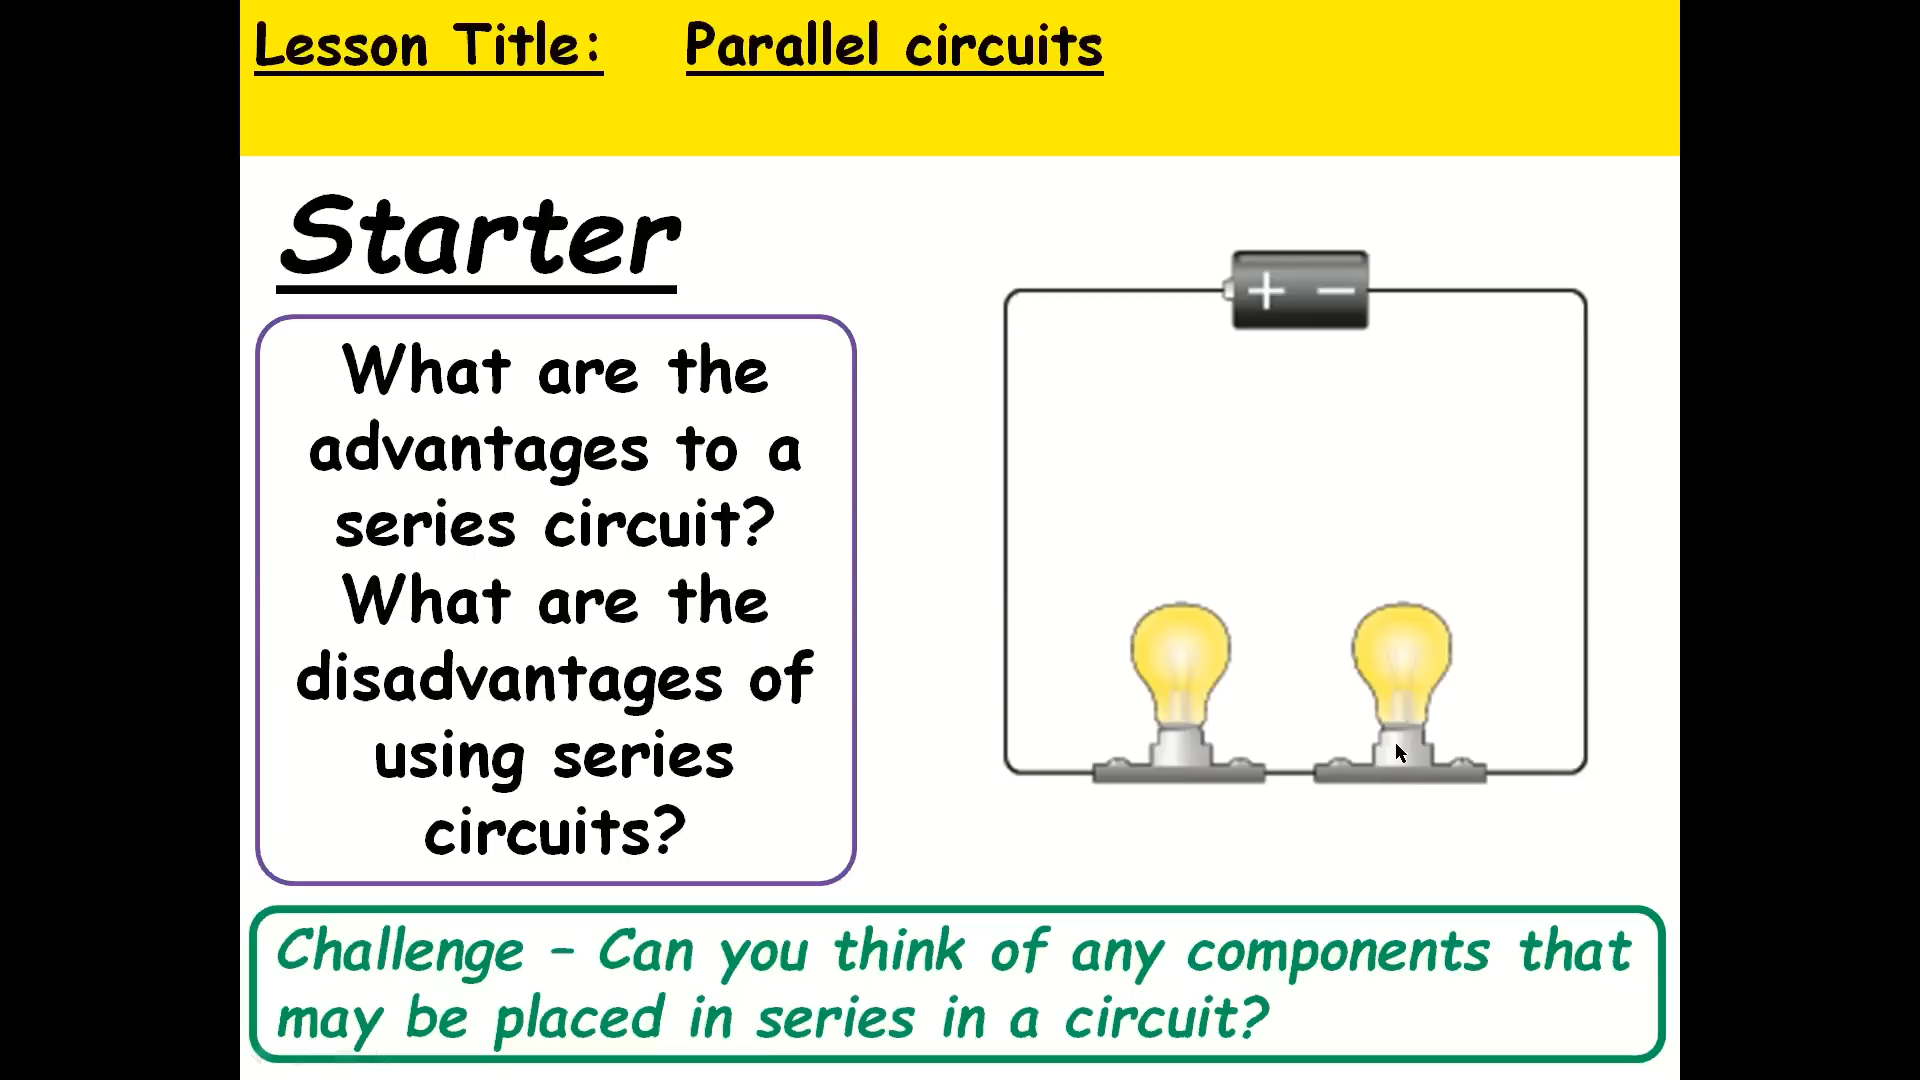 Lesson Title: Parallel circuits
Starter
What are the
advantages to a
series circuit?
What are the
disadvantages of
using series
circuits?
+ −
Challenge – Can you think of any components that
may be placed in series in a circuit?